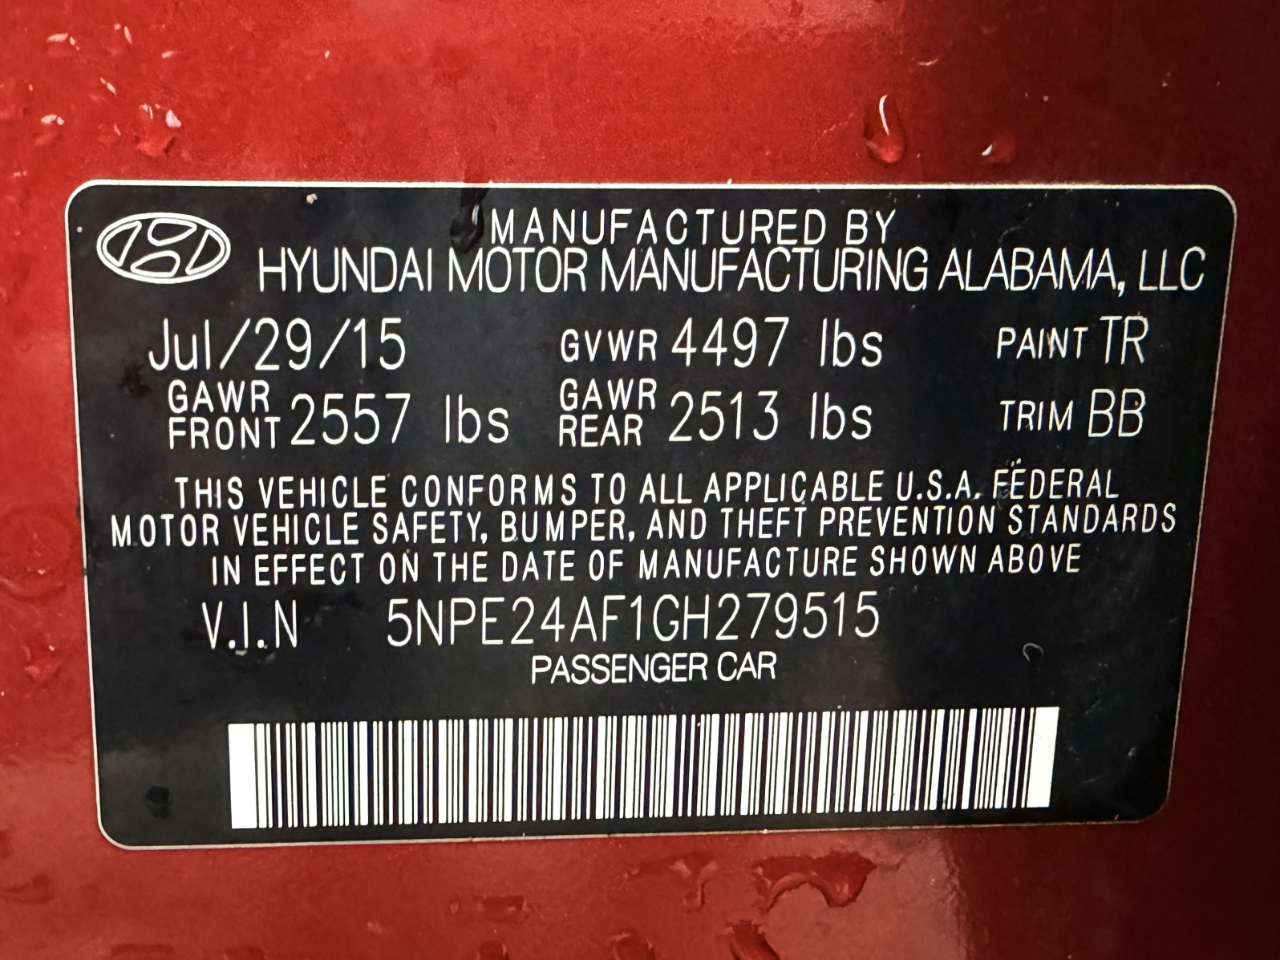 MANUFACTURED BY
HYUNDAI MOTOR MANUFACTURING ALABAMA, LLC
Jul/29/15 GVWR 4497 lbs PAINT TR
GAWR FRONT 2557 lbs GAWR REAR 2513 lbs TRIM BB
THIS VEHICLE CONFORMS TO ALL APPLICABLE U.S.A. FEDERAL
MOTOR VEHICLE SAFETY, BUMPER, AND THEFT PREVENTION STANDARDS
IN EFFECT ON THE DATE OF MANUFACTURE SHOWN ABOVE
V.I.N 5NPE24AF1GH279515
PASSENGER CAR